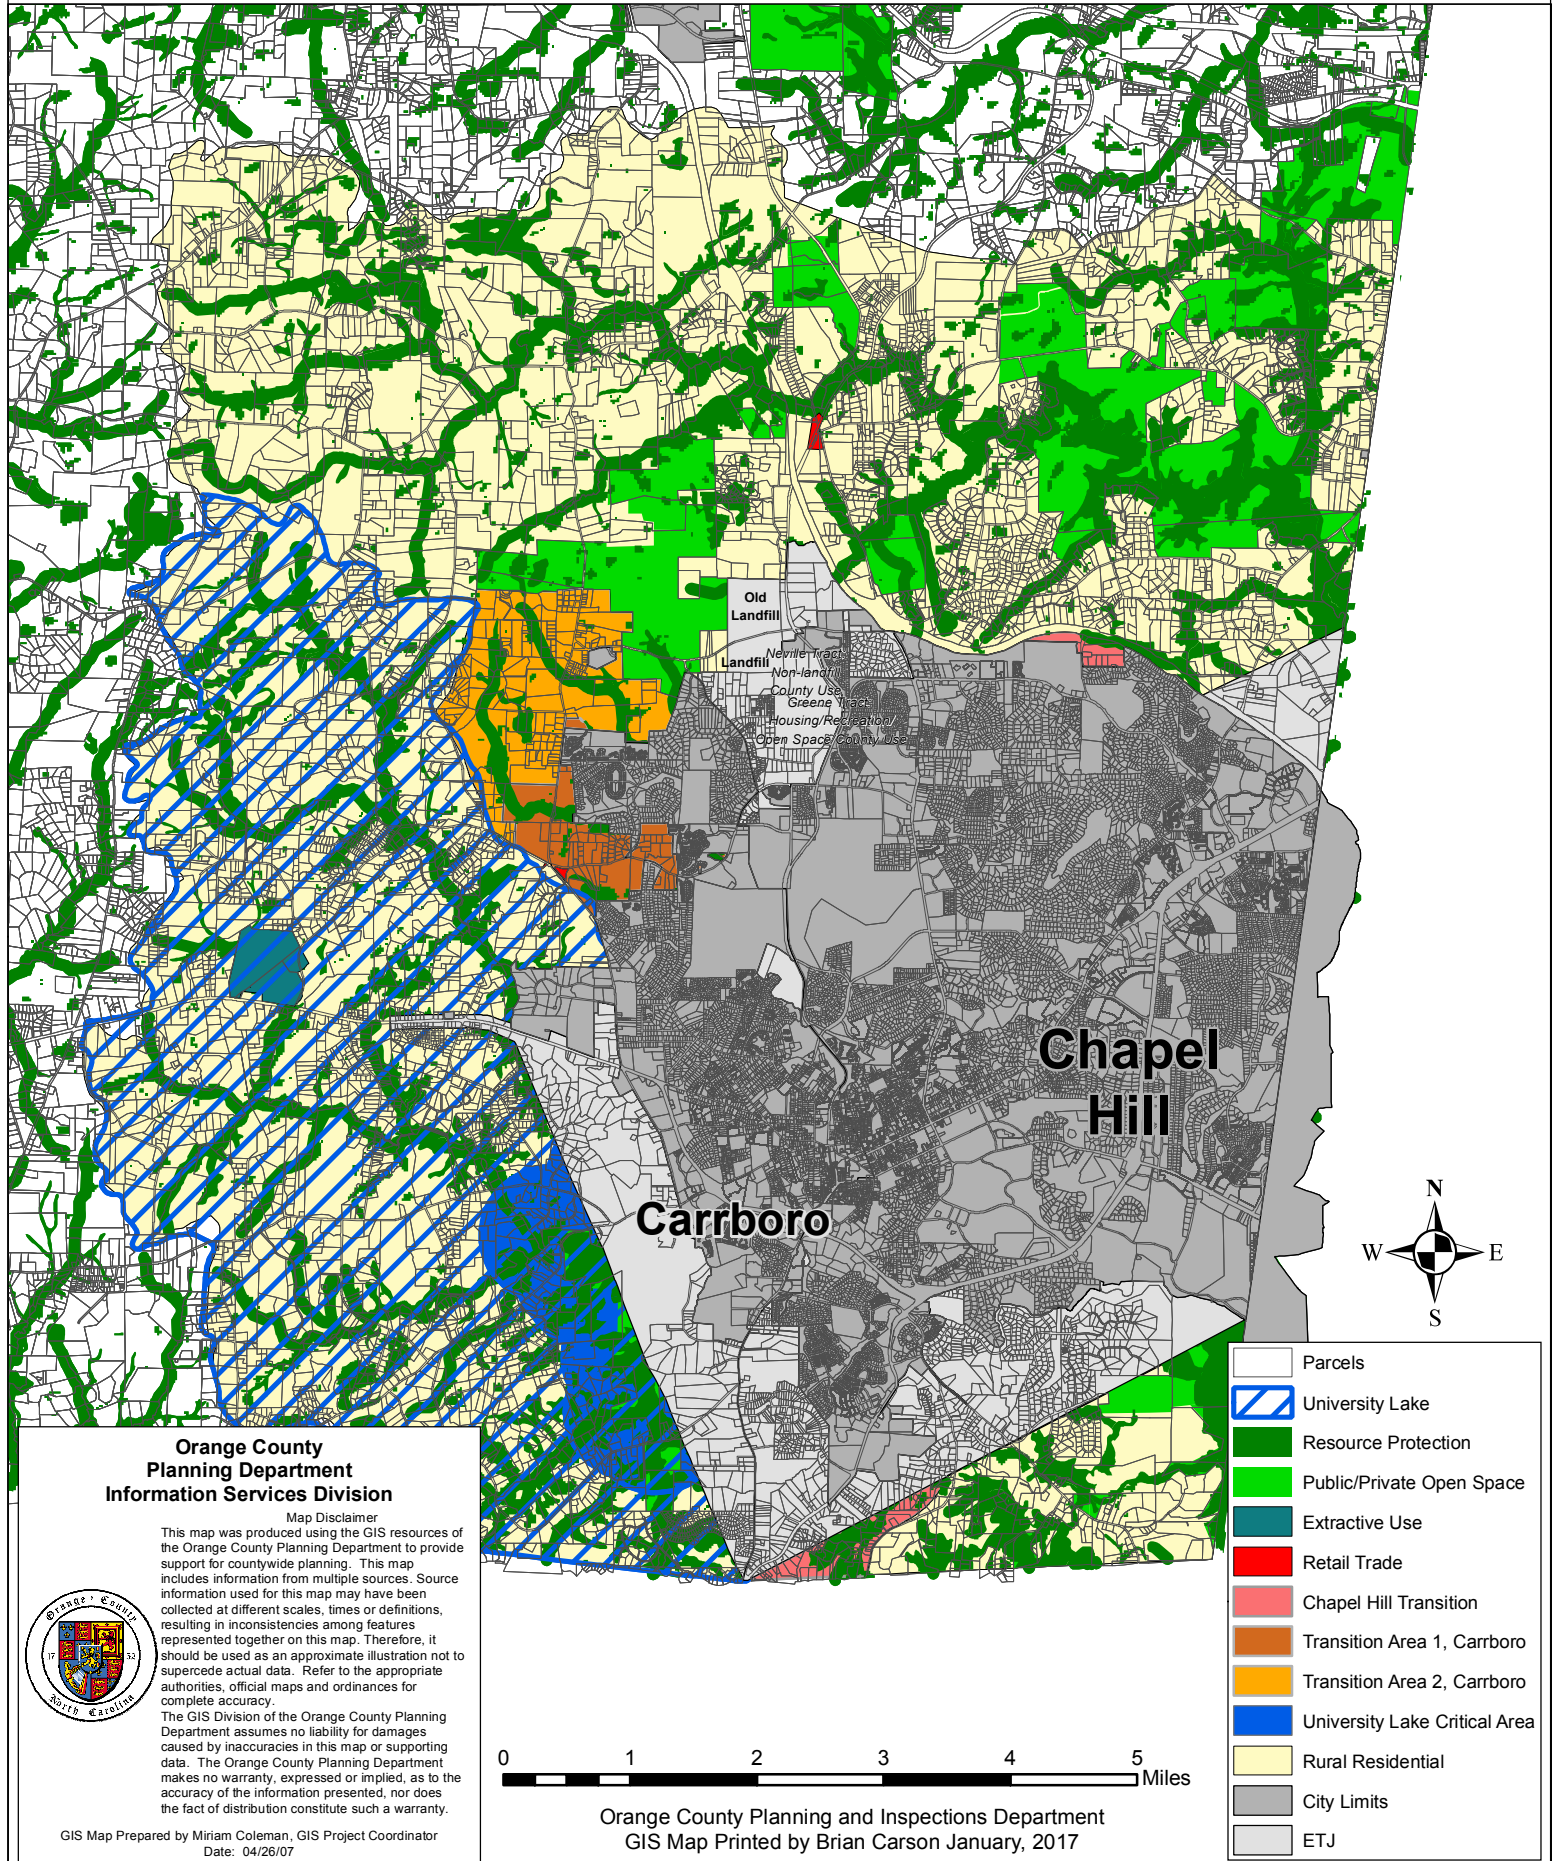 Old
Landfill
Landfill
Neville Tract
Non-landfill
County Use
Greene Tract
Housing/Recreation/
Open Space/County Use
Chapel
Hill
Carrboro
N
W
E
S
Parcels
University Lake
Resource Protection
Public/Private Open Space
Extractive Use
Retail Trade
Chapel Hill Transition
Transition Area 1, Carrboro
Transition Area 2, Carrboro
University Lake Critical Area
Rural Residential
City Limits
ETJ
Orange County
Planning Department
Information Services Division
Map Disclaimer
This map was produced using the GIS resources of
the Orange County Planning Department to provide
support for countywide planning. This map
includes information from multiple sources. Source
information used for this map may have been
collected at different scales, times or definitions,
resulting in inconsistencies among features
represented together on this map. Therefore, it
should be used as an approximate illustration not to
supercede actual data. Refer to the appropriate
authorities, official maps and ordinances for
complete accuracy.
The GIS Division of the Orange County Planning
Department assumes no liability for damages
caused by inaccuracies in this map or supporting
data. The Orange County Planning Department
makes no warranty, expressed or implied, as to the
accuracy of the information presented, nor does
the fact of distribution constitute such a warranty.
GIS Map Prepared by Miriam Coleman, GIS Project Coordinator
Date: 04/26/07
Orange County
17 52
North Carolina
0 1 2 3 4 5
Miles
Orange County Planning and Inspections Department
GIS Map Printed by Brian Carson January, 2017